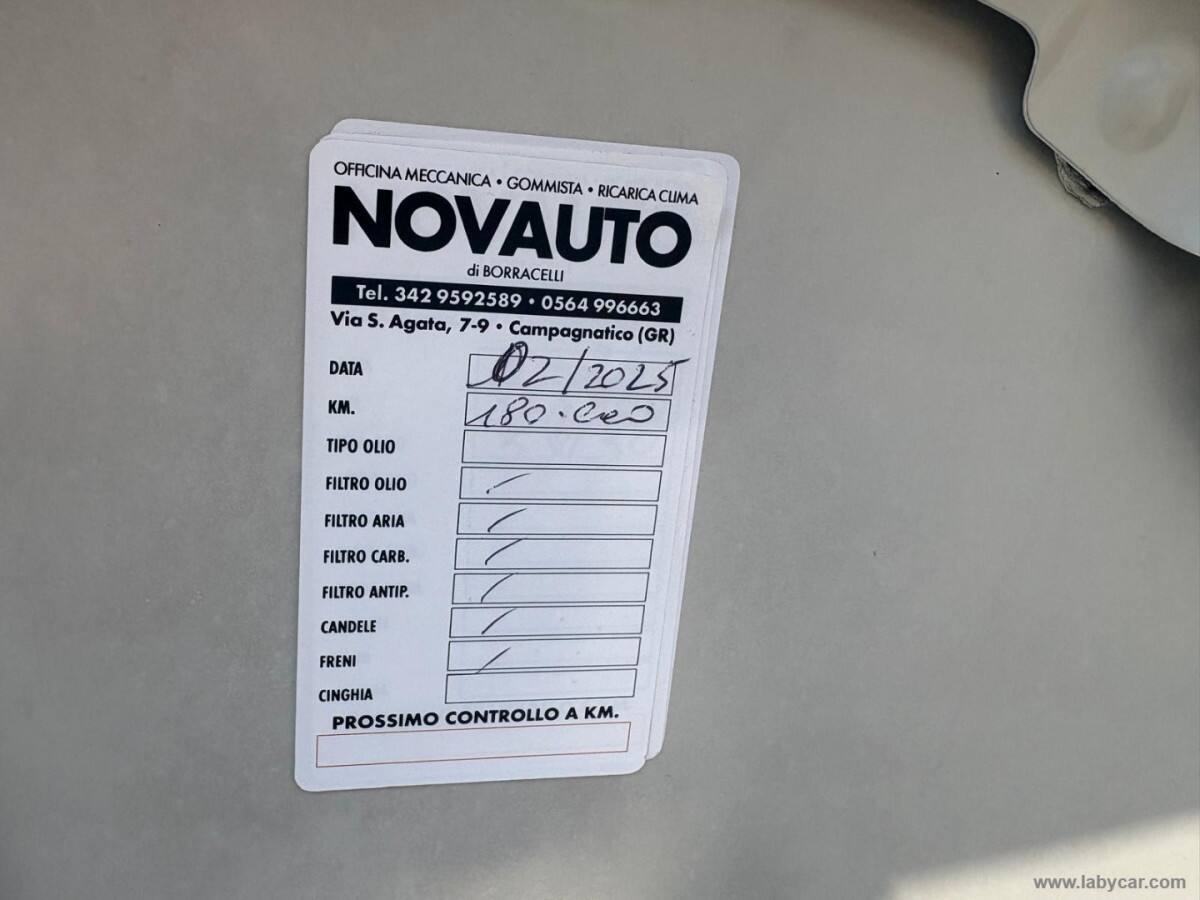 OFFICINA MECCANICA • GOMMISTA • RICARICA CLIMA
NOVAUTO
di BORRACELLI
Tel. 342 9592589 • 0564 996663
Via S. Agata, 7-9 • Campagnatico (GR)
DATA 02/2025
KM. 180.000
TIPO OLIO
FILTRO OLIO /
FILTRO ARIA /
FILTRO CARB. /
FILTRO ANTIP. /
CANDELE /
FRENI /
CINGHIA
PROSSIMO CONTROLLO A KM.
www.labycar.com